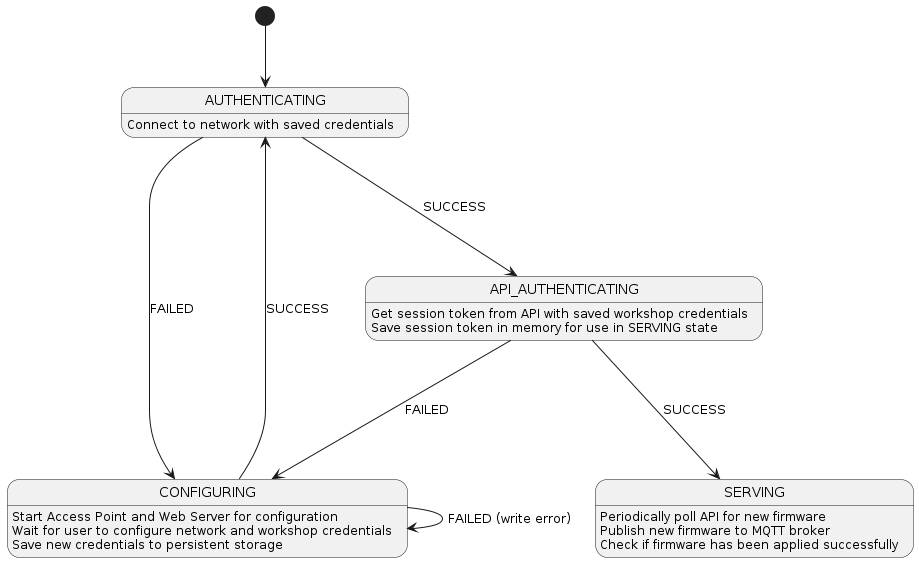 AUTHENTICATING
Connect to network with saved credentials
SUCCESS
API_AUTHENTICATING
Get session token from API with saved workshop credentials
Save session token in memory for use in SERVING state
FAILED
SUCCESS
FAILED
SUCCESS
CONFIGURING
Start Access Point and Web Server for configuration
Wait for user to configure network and workshop credentials
Save new credentials to persistent storage
FAILED (write error)
SERVING
Periodically poll API for new firmware
Publish new firmware to MQTT broker
Check if firmware has been applied successfully